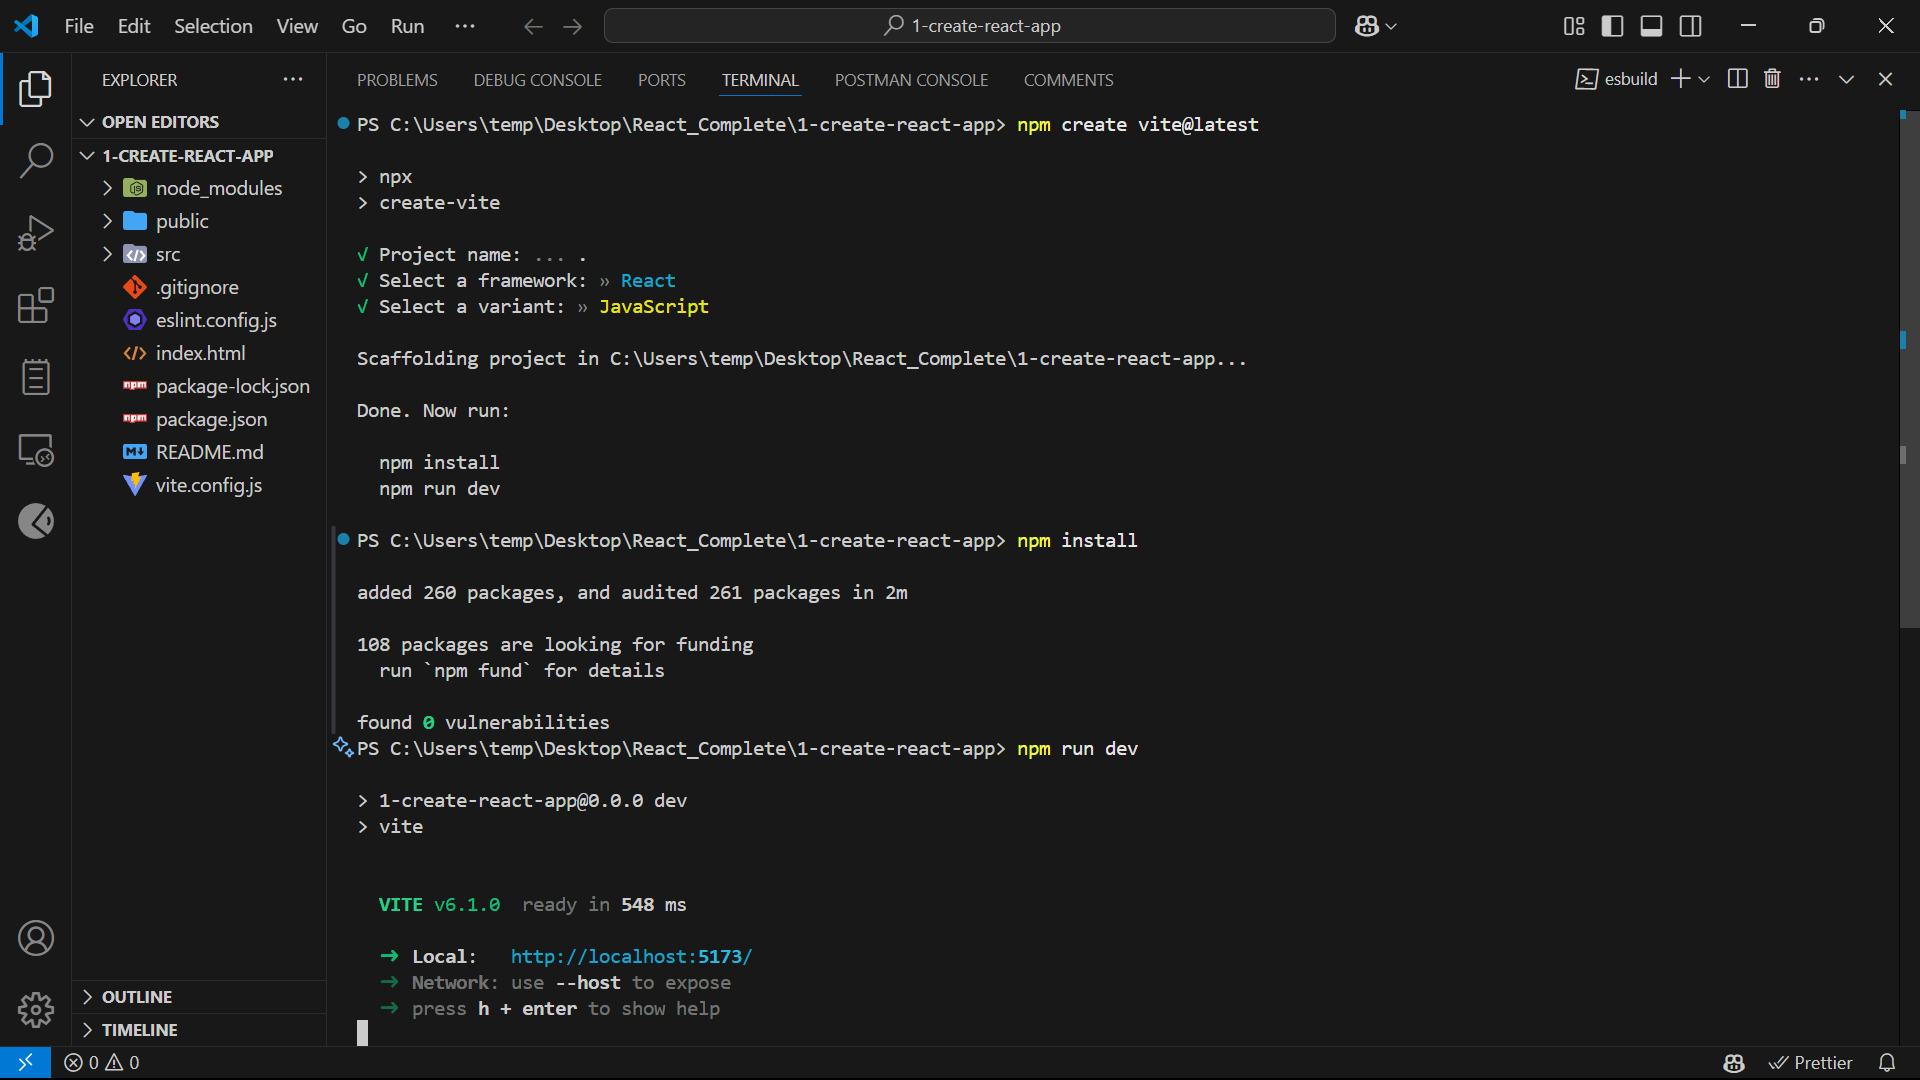 File Edit Selection View Go Run ...
1-create-react-app
EXPLORER
OPEN EDITORS
1-CREATE-REACT-APP
node_modules
public
src
.gitignore
eslint.config.js
index.html
package-lock.json
package.json
README.md
vite.config.js
OUTLINE
TIMELINE
PROBLEMS DEBUG CONSOLE PORTS TERMINAL POSTMAN CONSOLE COMMENTS
esbuild
PS C:\Users\temp\Desktop\React_Complete\1-create-react-app> npm create vite@latest
> npx
> create-vite
√ Project name: ... .
√ Select a framework: » React
√ Select a variant: » JavaScript
Scaffolding project in C:\Users\temp\Desktop\React_Complete\1-create-react-app...
Done. Now run:
npm install
npm run dev
PS C:\Users\temp\Desktop\React_Complete\1-create-react-app> npm install
added 260 packages, and audited 261 packages in 2m
108 packages are looking for funding
run `npm fund` for details
found 0 vulnerabilities
PS C:\Users\temp\Desktop\React_Complete\1-create-react-app> npm run dev
> 1-create-react-app@0.0.0 dev
> vite
VITE v6.1.0 ready in 548 ms
➜ Local: http://localhost:5173/
➜ Network: use --host to expose
➜ press h + enter to show help
0 0
Prettier